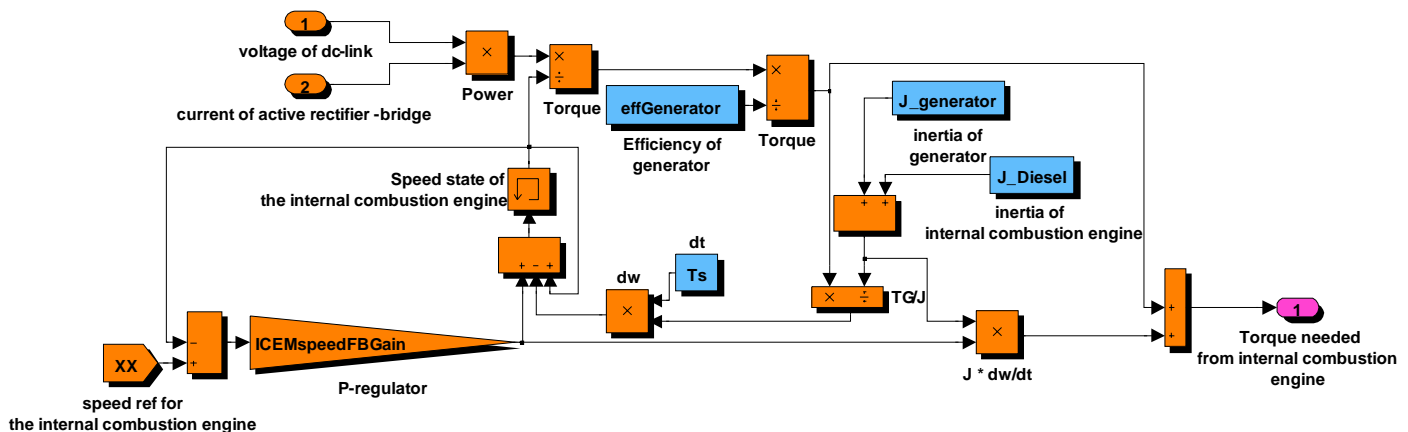 1
voltage of dc-link
2
current of active rectifier -bridge
×
Power
×
÷
Torque
effGenerator
Efficiency of
generator
×
÷
Torque
J_generator
inertia of
generator
J_Diesel
inertia of
internal combustion engine
Speed state of
the internal combustion engine
+ − +
+ +
dt
Ts
dw
×
× ÷
TG/J
XX
speed ref for
the internal combustion engine
−
+
ICEMspeedFBGain
P-regulator
×
J * dw/dt
+
+
1
Torque needed
from internal combustion
engine